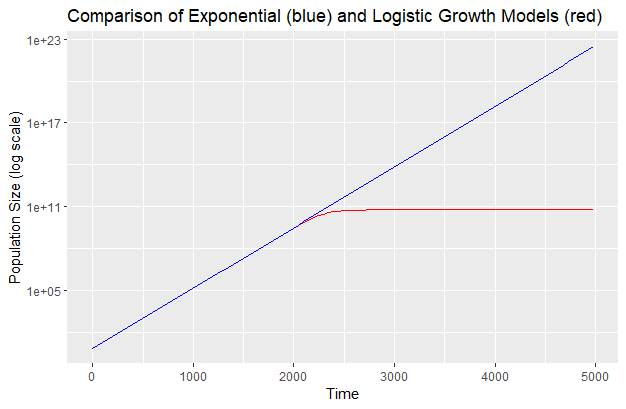 Comparison of Exponential (blue) and Logistic Growth Models (red)
Population Size (log scale)
1e+23
1e+17
1e+11
1e+05
0 1000 2000 3000 4000 5000
Time